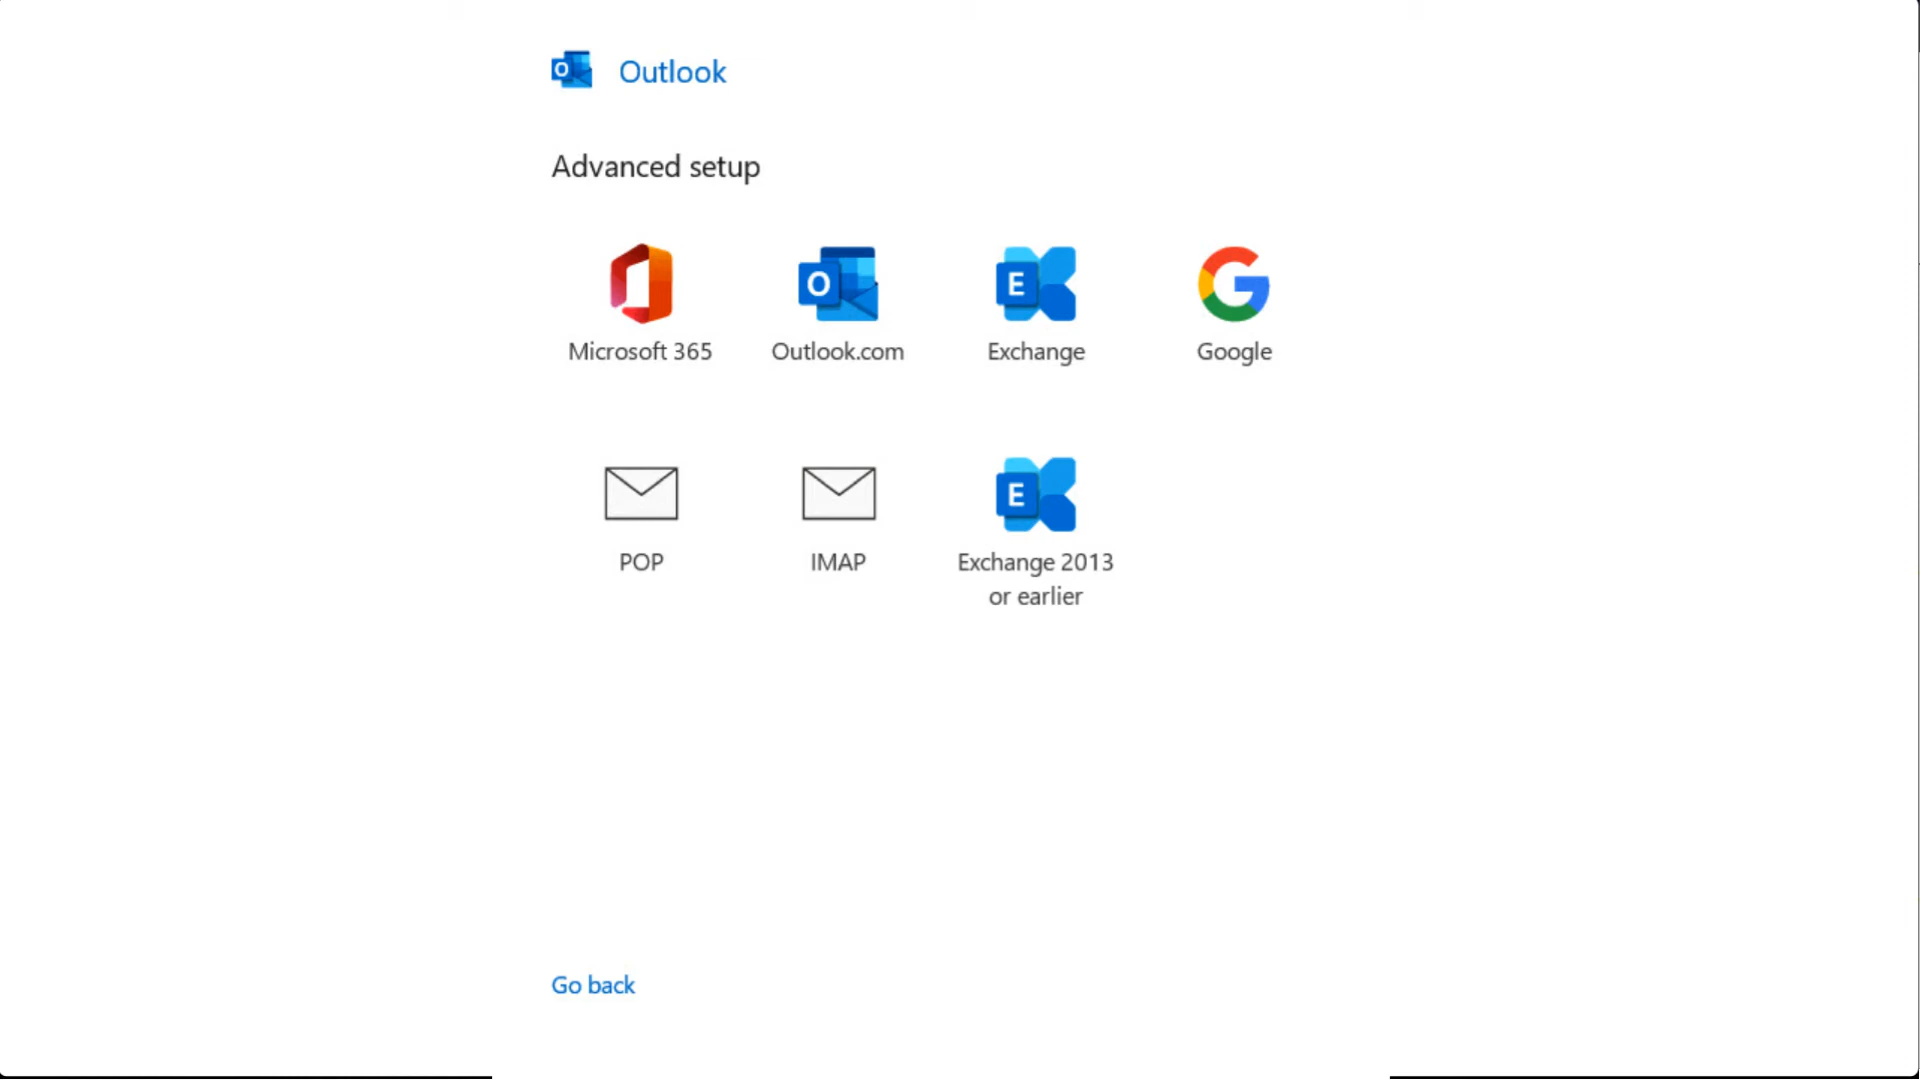 Outlook
Advanced setup
Microsoft 365
Outlook.com
Exchange
Google
POP
IMAP
Exchange 2013
or earlier
Go back